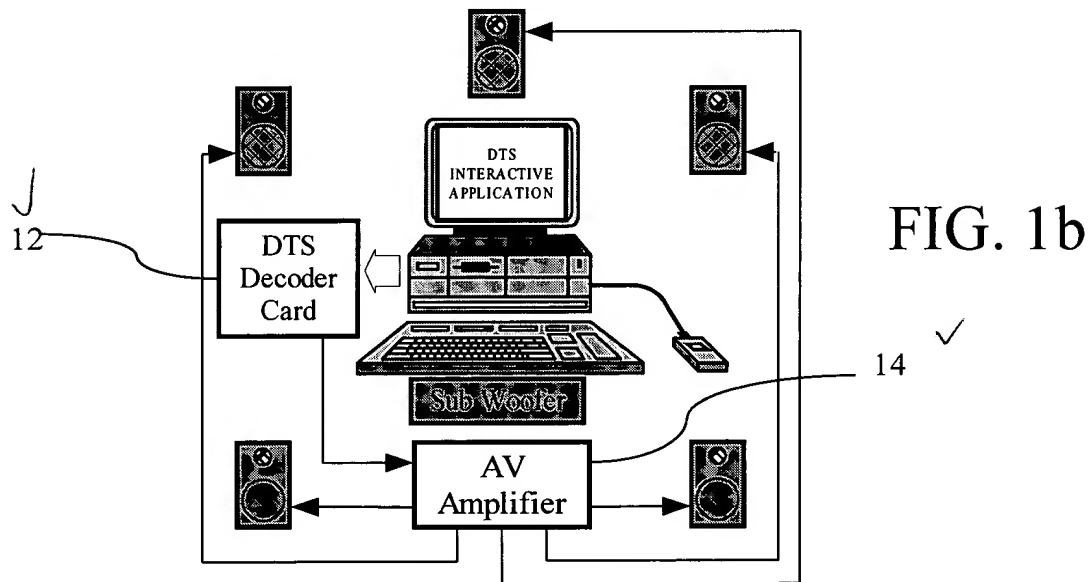 DTS
INTERACTIVE
APPLICATION
FIG. 1b
12
DTS
Decoder
Card
14
Sub Woofer
AV
Amplifier